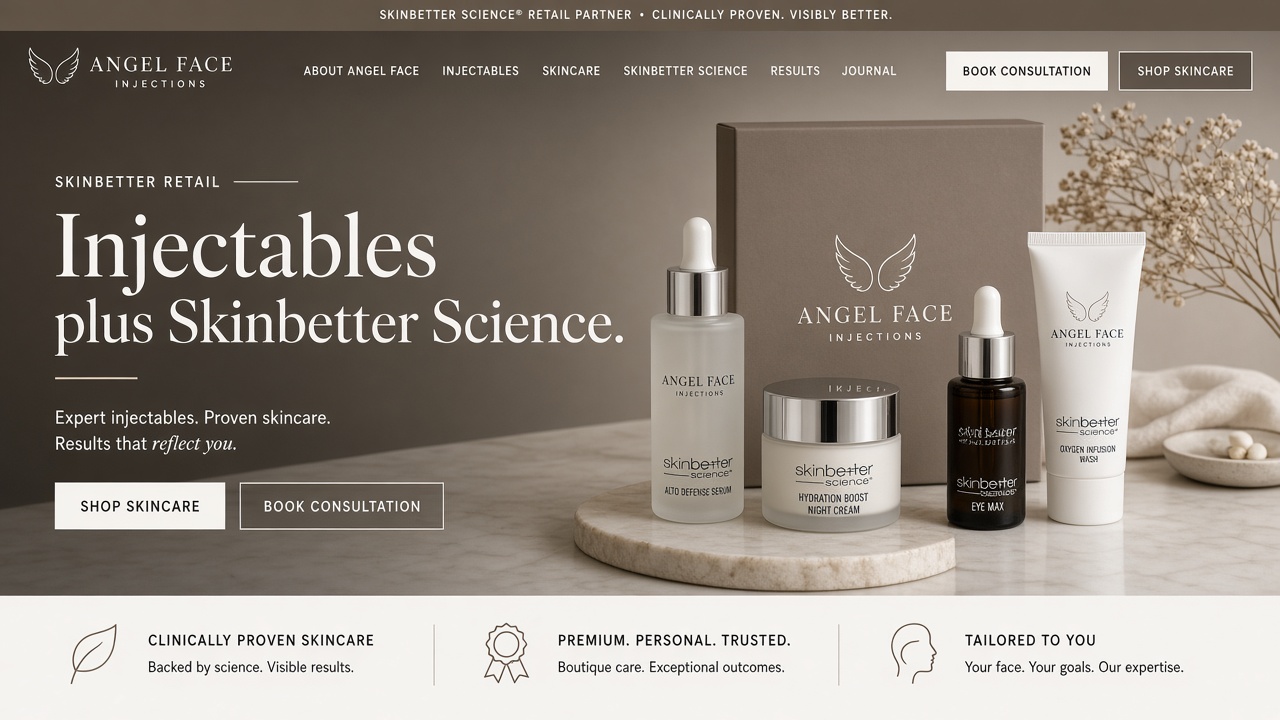 SKINBETTER SCIENCE® RETAIL PARTNER • CLINICALLY PROVEN. VISIBLY BETTER.
ANGEL FACE
INJECTIONS
ABOUT ANGEL FACE
INJECTABLES
SKINCARE
SKINBETTER SCIENCE
RESULTS
JOURNAL
BOOK CONSULTATION
SHOP SKINCARE
SKINBETTER RETAIL
Injectables
plus Skinbetter Science.
Expert injectables. Proven skincare.
Results that reflect you.
SHOP SKINCARE
BOOK CONSULTATION
ANGEL FACE
INJECTIONS
ANGEL FACE
INJECTIONS
skinbetter
science®
ALTO DEFENSE SERUM
skinbetter
science®
HYDRATION BOOST
NIGHT CREAM
skinbetter
EYE MAX
ANGEL FACE
INJECTIONS
skinbetter
science®
OXYGEN INFUSION
WASH
CLINICALLY PROVEN SKINCARE
Backed by science. Visible results.
PREMIUM. PERSONAL. TRUSTED.
Boutique care. Exceptional outcomes.
TAILORED TO YOU
Your face. Your goals. Our expertise.